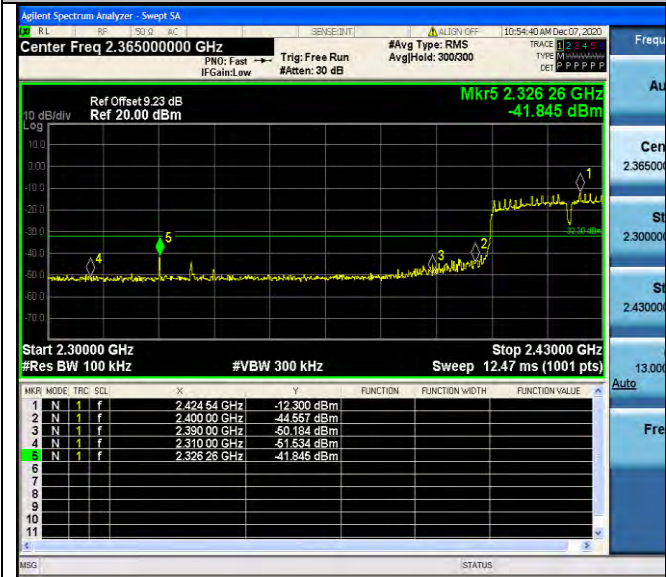 Agilent Spectrum Analyzer - Swept SA
RL RF 50 Ω AC SENSE:INT ALIGN OFF 10:54:40 AM Dec 07, 2020
Center Freq 2.365000000 GHz #Avg Type: RMS TRACE 1 2 3 4 5 6
PNO: Fast Trig: Free Run Avg|Hold: 300/300 TYPE M
IFGain:Low #Atten: 30 dB DET P P P P P P
Frequ
Au
Mkr5 2.326 26 GHz
-41.845 dBm
Ref Offset 9.23 dB
10 dB/div Ref 20.00 dBm
Log
10.0
0.00
-10.0
-20.0
-30.0
-40.0
-50.0
-60.0
-70.0
1
2
3
4
5
-32.30 dBm
Cen
2.365000
St
2.300000
St
2.430000
Start 2.30000 GHz Stop 2.43000 GHz
#Res BW 100 kHz #VBW 300 kHz Sweep 12.47 ms (1001 pts)
13.000
Auto
Fre
MKR MODE TRC SCL X Y FUNCTION FUNCTION WIDTH FUNCTION VALUE
1 N 1 f 2.424 54 GHz -12.300 dBm
2 N 1 f 2.400 00 GHz -44.557 dBm
3 N 1 f 2.390 00 GHz -50.184 dBm
4 N 1 f 2.310 00 GHz -51.534 dBm
5 N 1 f 2.326 26 GHz -41.845 dBm
6
7
8
9
10
11
MSG STATUS